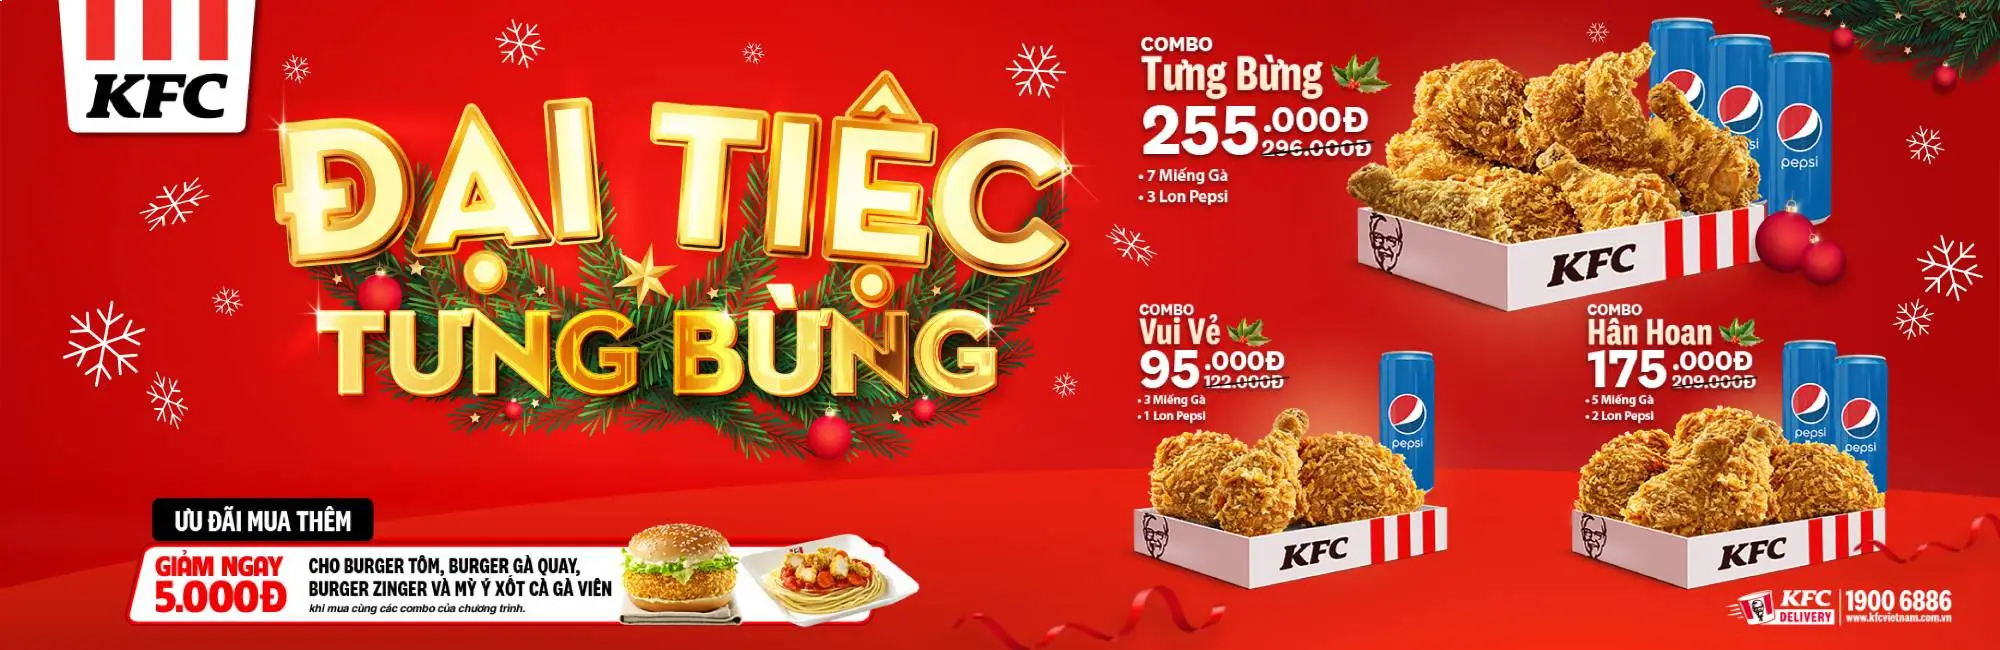 KFC
ĐẠI TIỆC
TƯNG BỪNG
COMBO
Tưng Bừng
255.000Đ
296.000Đ
• 7 Miếng Gà
• 3 Lon Pepsi
pepsi
pepsi
KFC
COMBO
Vui Vẻ
95.000Đ
122.000Đ
• 3 Miếng Gà
• 1 Lon Pepsi
pepsi
KFC
COMBO
Hân Hoan
175.000Đ
209.000Đ
• 5 Miếng Gà
• 2 Lon Pepsi
pepsi
pepsi
KFC
ƯU ĐÃI MUA THÊM
GIẢM NGAY
5.000Đ
CHO BURGER TÔM, BURGER GÀ QUAY,
BURGER ZINGER VÀ MỲ Ý XỐT CÀ GÀ VIÊN
khi mua cùng các combo của chương trình.
KFC
DELIVERY
1900 6886
www.kfcvietnam.com.vn